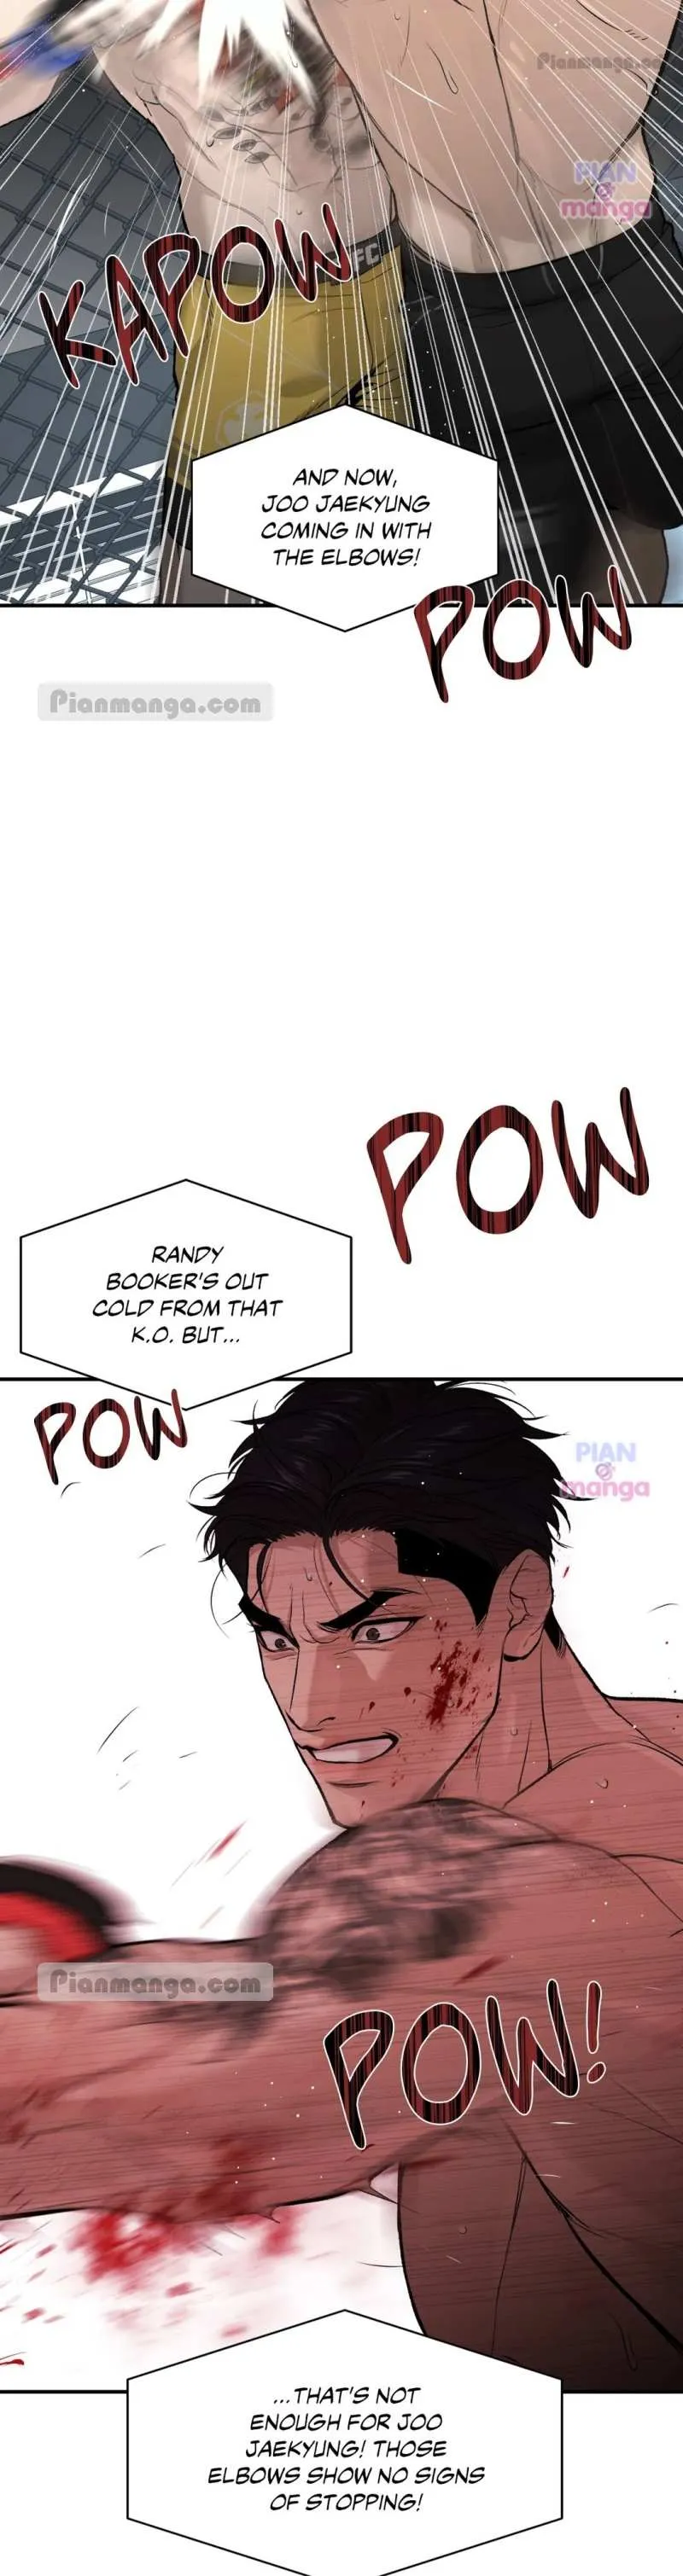 Pianmanga.co
PIAN
manga
KAPOW
FC
AND NOW,
JOO JAEKYUNG
COMING IN WITH
THE ELBOWS!
POW
Pianmanga.com
POW
RANDY
BOOKER'S OUT
COLD FROM THAT
K.O. BUT...
POW
PIAN
manga
Pianmanga.com
POW!
...THAT'S NOT
ENOUGH FOR JOO
JAEKYUNG! THOSE
ELBOWS SHOW NO SIGNS
OF STOPPING!